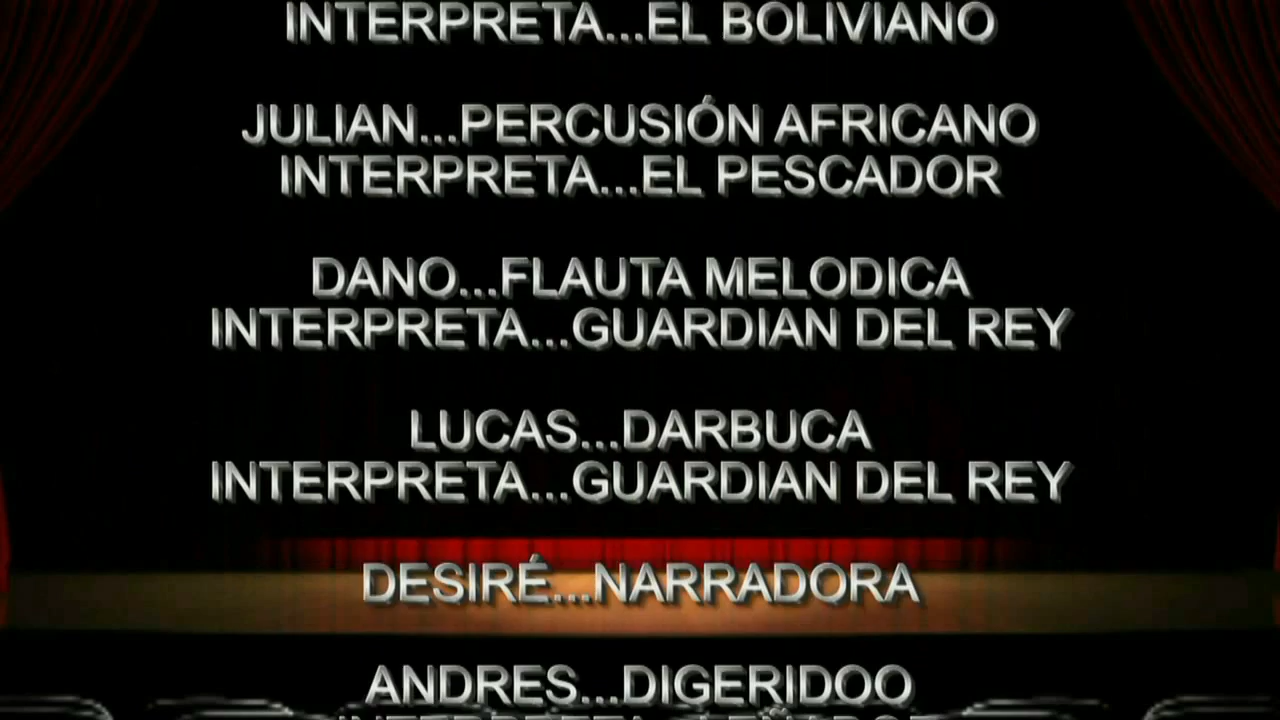 INTERPRETA...EL BOLIVIANO
JULIAN...PERCUSIÓN AFRICANO
INTERPRETA...EL PESCADOR
DANO...FLAUTA MELODICA
INTERPRETA...GUARDIAN DEL REY
LUCAS...DARBUCA
INTERPRETA...GUARDIAN DEL REY
DESIRÉ...NARRADORA
ANDRES...DIGERIDOO